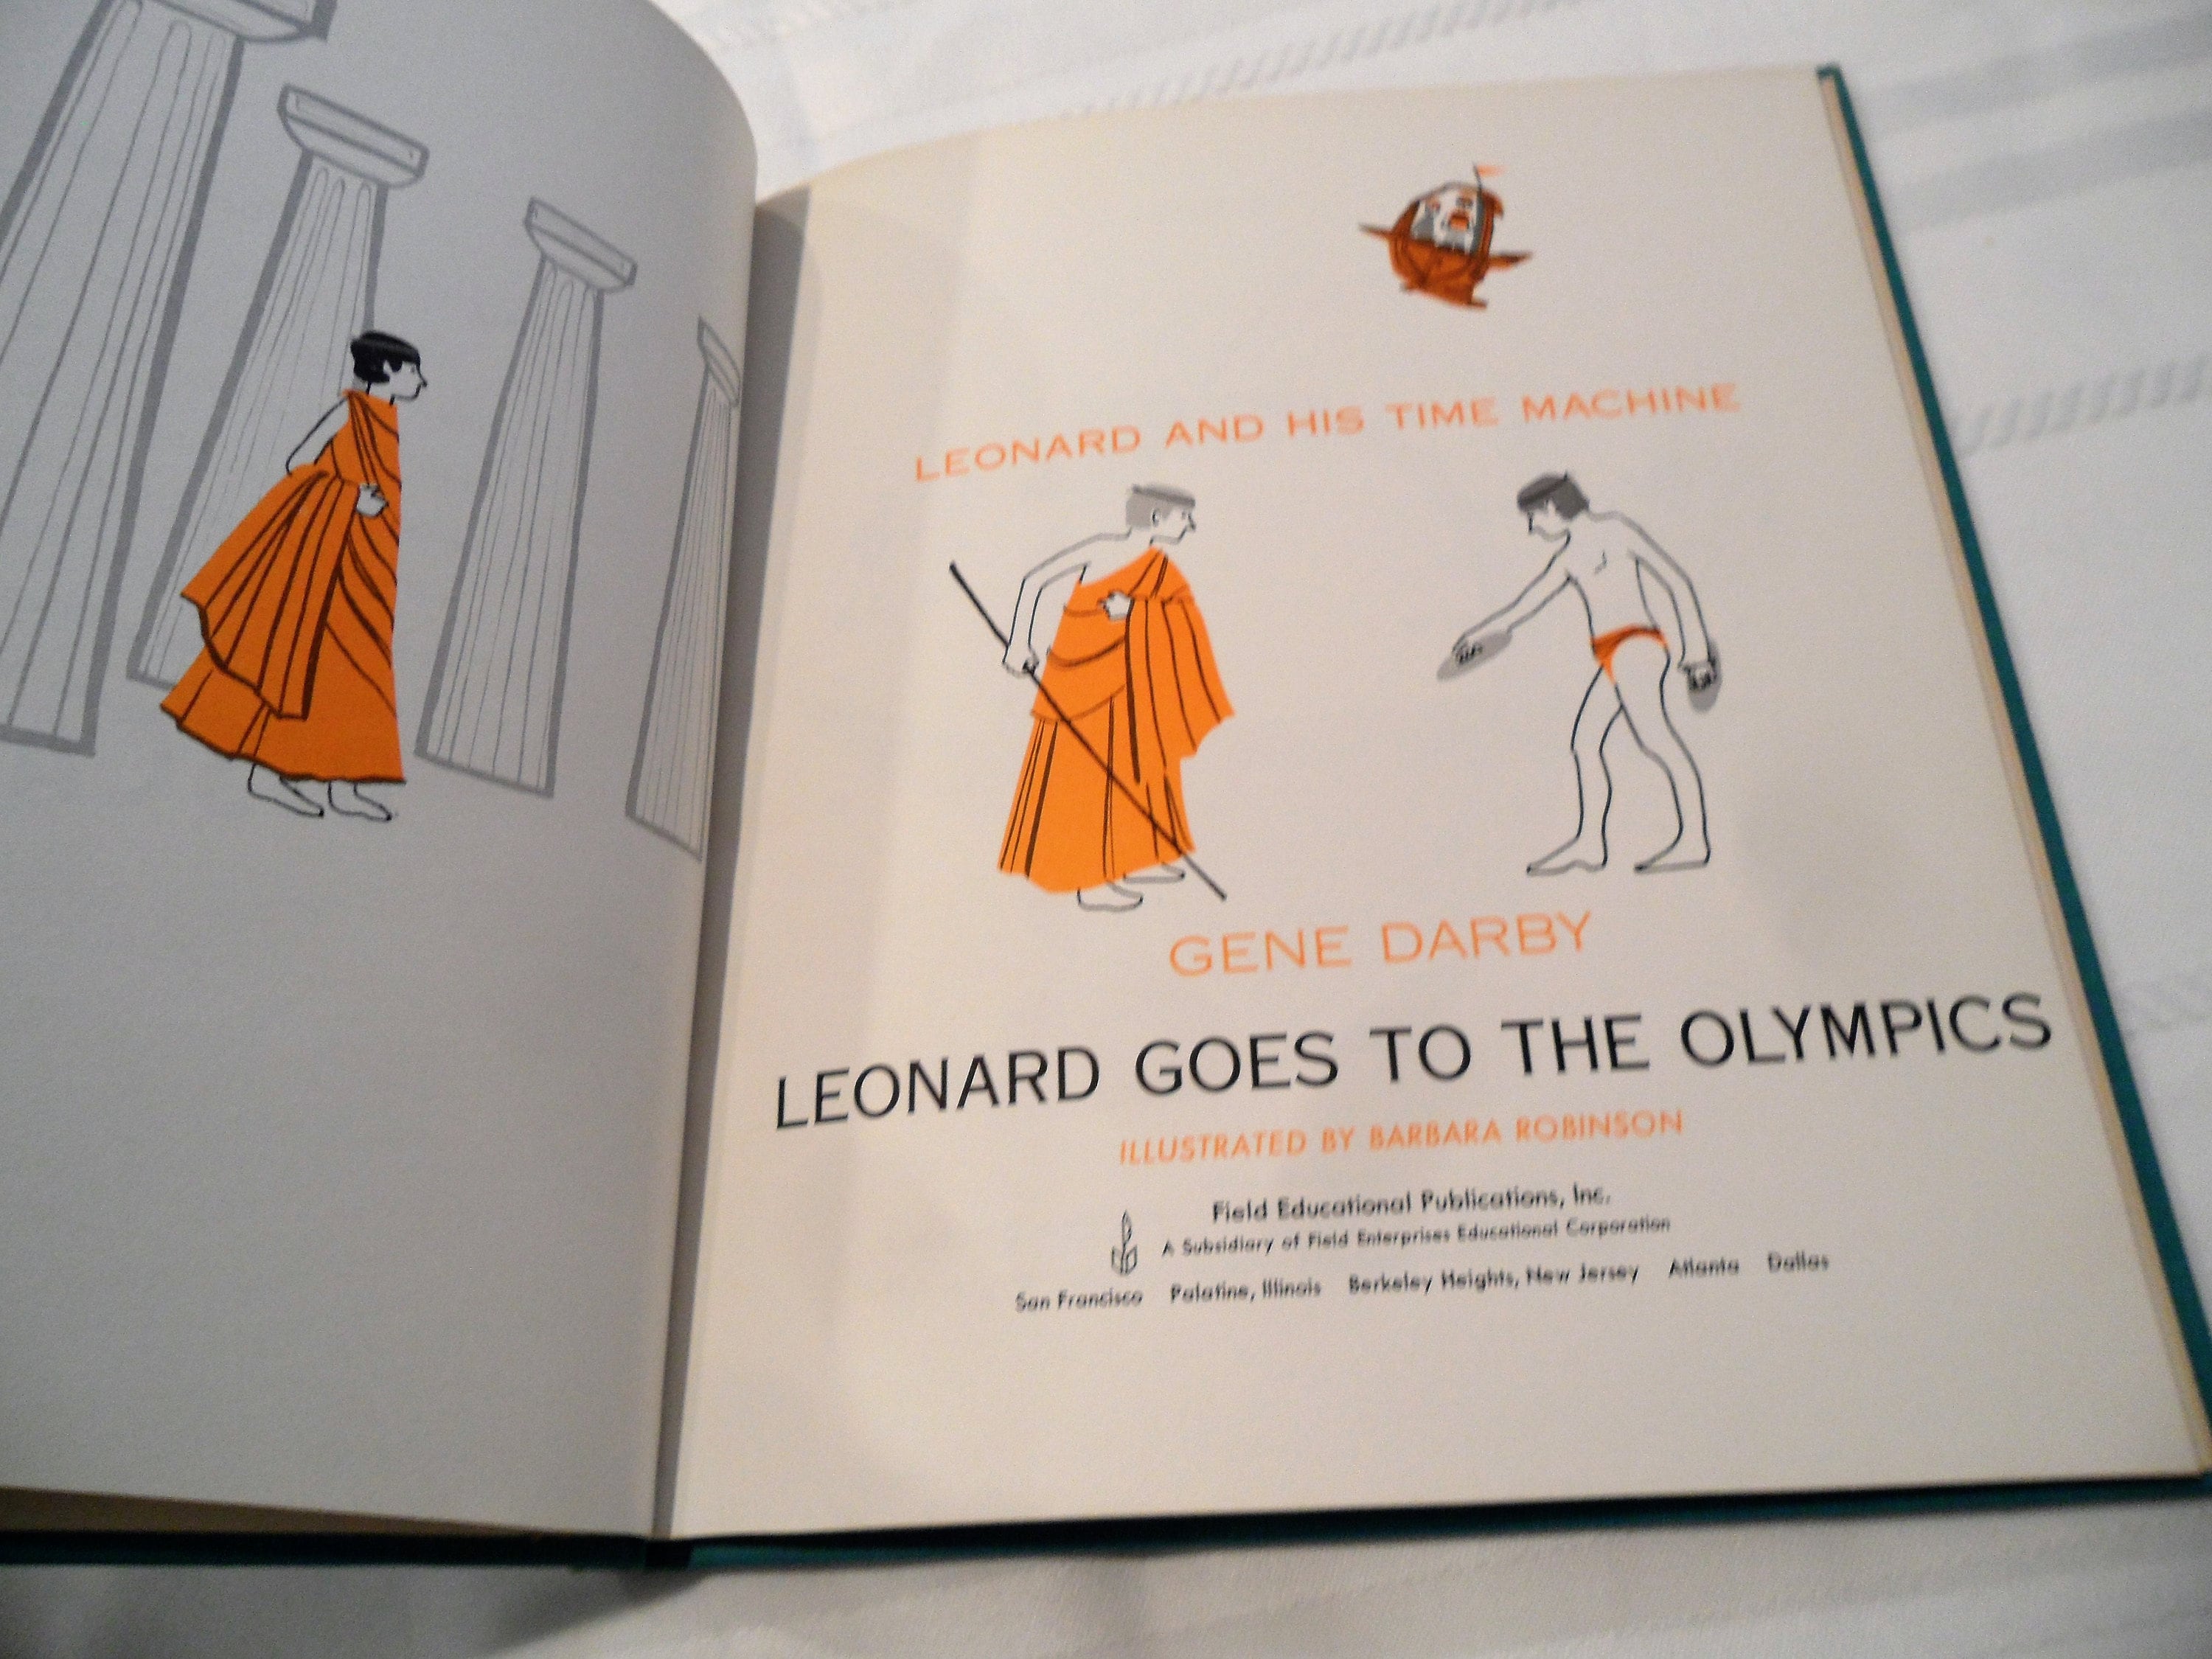 LEONARD AND HIS TIME MACHINE
GENE DARBY
LEONARD GOES TO THE OLYMPICS
ILLUSTRATED BY BARBARA ROBINSON
Field Educational Publications, Inc.
A Subsidiary of Field Enterprises Educational Corporation
San Francisco Palatine, Illinois Berkeley Heights, New Jersey Atlanta Dallas